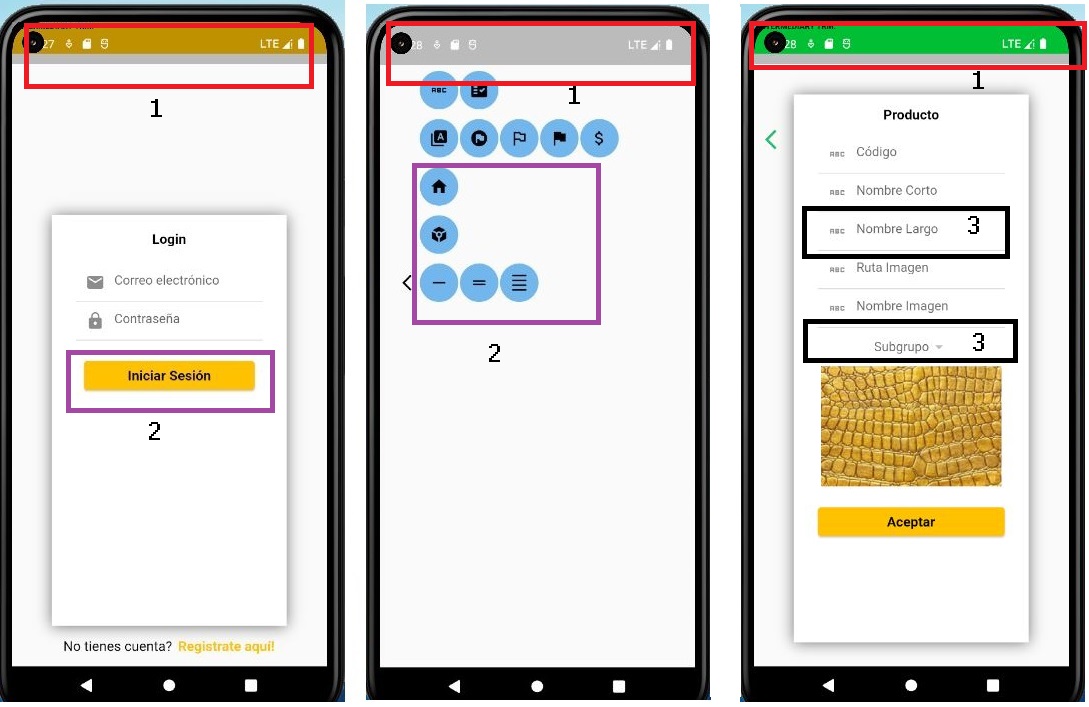 27 LTE
1
Login
Correo electrónico
Contraseña
Iniciar Sesión
2
No tienes cuenta? Registrate aquí!
28 LTE
ABC
1
A
$
2
28 LTE
1
Producto
ABC Código
ABC Nombre Corto
ABC Nombre Largo 3
ABC Ruta Imagen
ABC Nombre Imagen
Subgrupo 3
Aceptar